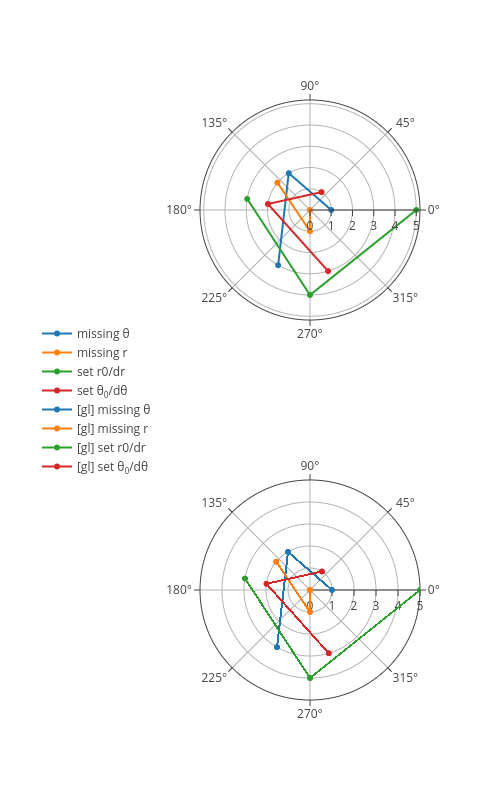 90°
135° 45°
180° 0 1 2 3 4 5 0°
225° 315°
270°
missing θ
missing r
set r0/dr
set θ₀/dθ
[gl] missing θ
[gl] missing r
[gl] set r0/dr
[gl] set θ₀/dθ
90°
135° 45°
180° 0 1 2 3 4 5 0°
225° 315°
270°